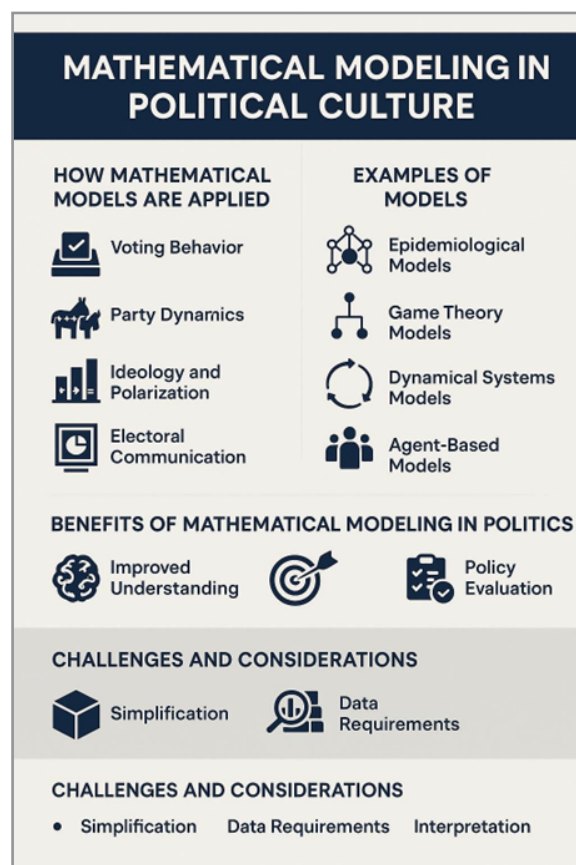 MATHEMATICAL MODELING IN
POLITICAL CULTURE
HOW MATHEMATICAL
MODELS ARE APPLIED
Voting Behavior
Party Dynamics
Ideology and
Polarization
Electoral
Communication
EXAMPLES OF
MODELS
Epidemiological
Models
Game Theory
Models
Dynamical Systems
Models
Agent-Based
Models
BENEFITS OF MATHEMATICAL MODELING IN POLITICS
Improved
Understanding
Policy
Evaluation
CHALLENGES AND CONSIDERATIONS
Simplification
Data
Requirements
CHALLENGES AND CONSIDERATIONS
• Simplification Data Requirements Interpretation